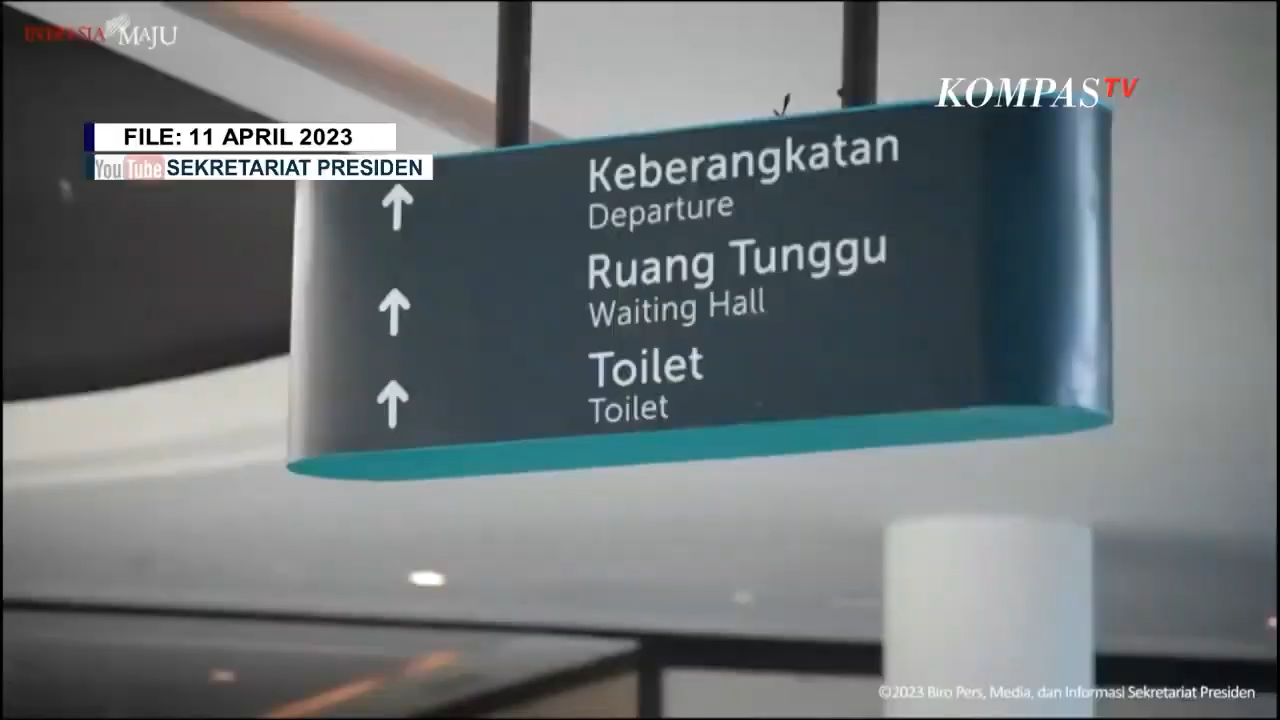 INDONESIA MAJU
KOMPAS TV
FILE: 11 APRIL 2023
YouTube SEKRETARIAT PRESIDEN
Keberangkatan
Departure
Ruang Tunggu
Waiting Hall
Toilet
Toilet
©2023 Biro Pers, Media, dan Informasi Sekretariat Presiden